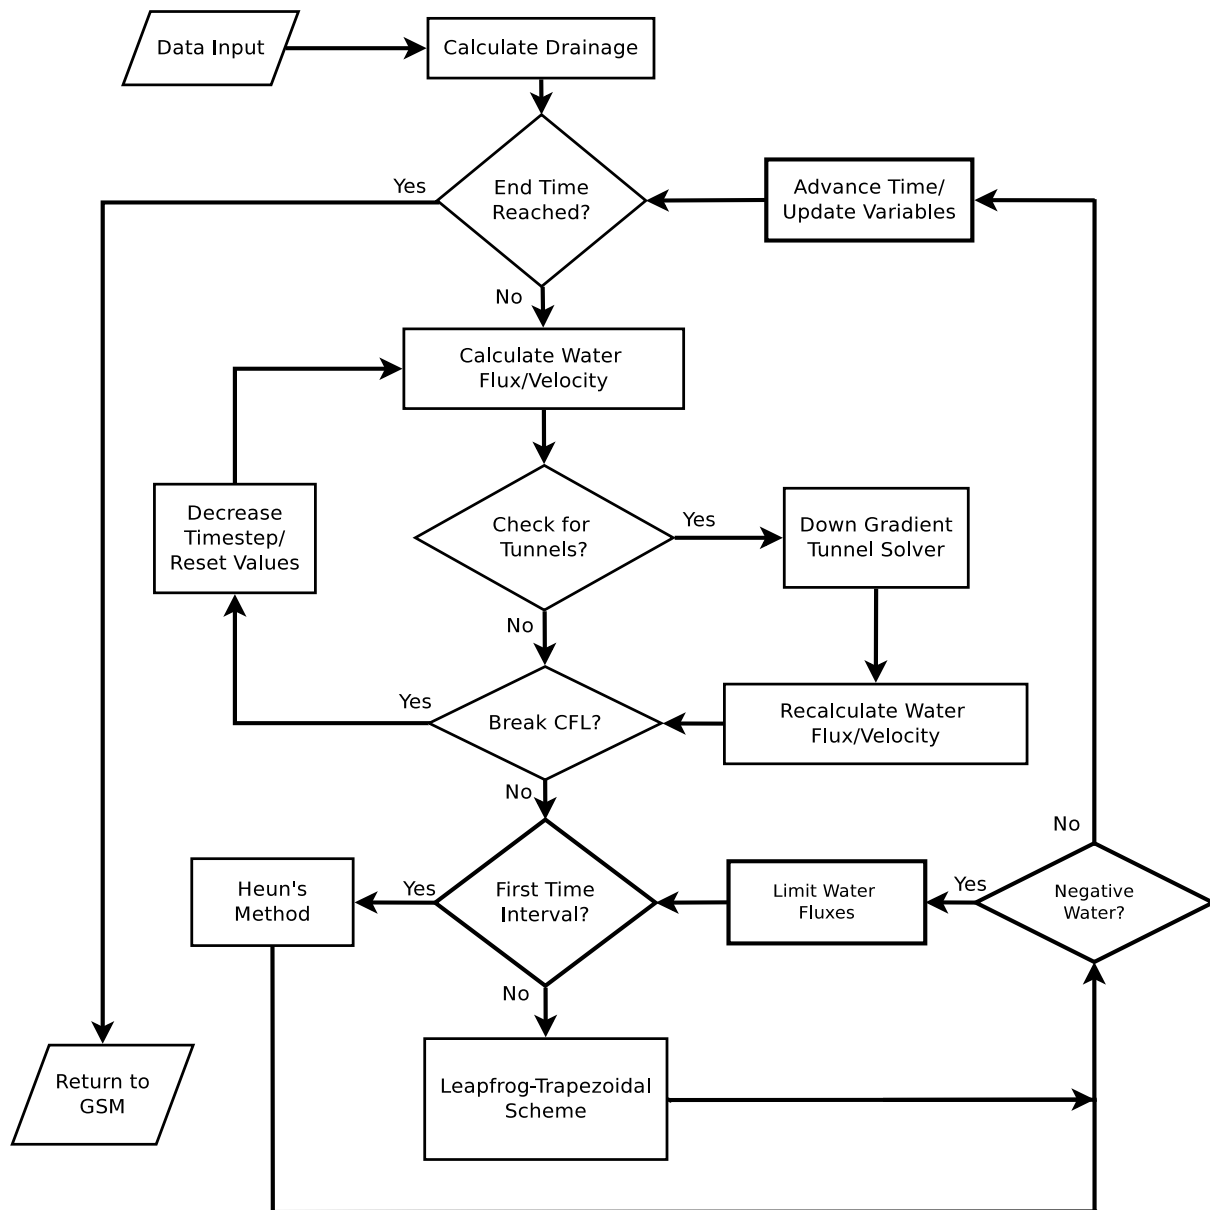 Data Input
Calculate Drainage
Yes
End Time
Reached?
Advance Time/
Update Variables
No
Calculate Water
Flux/Velocity
Decrease
Timestep/
Reset Values
Check for
Tunnels?
Yes
Down Gradient
Tunnel Solver
No
Yes
Break CFL?
Recalculate Water
Flux/Velocity
No
No
Heun's
Method
Yes
First Time
Interval?
Limit Water
Fluxes
Yes
Negative
Water?
No
Return to
GSM
Leapfrog-Trapezoidal
Scheme